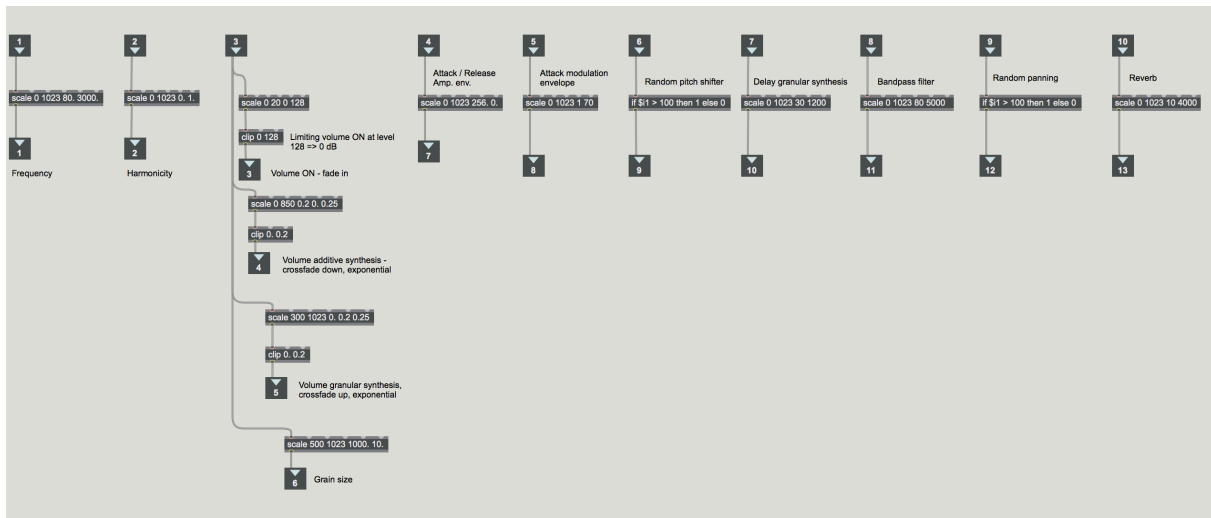 1
2
3
4
5
6
7
8
9
10
Attack / Release
Amp. env.
Attack modulation
envelope
Random pitch shifter
Delay granular synthesis
Bandpass filter
Random panning
Reverb
scale 0 1023 80. 3000.
scale 0 1023 0. 1.
scale 0 20 0 128
scale 0 1023 256. 0.
scale 0 1023 1 70
if $i1 > 100 then 1 else 0
scale 0 1023 30 1200
scale 0 1023 80 5000
if $i1 > 100 then 1 else 0
scale 0 1023 10 4000
clip 0 128
Limiting volume ON at level
128 => 0 dB
1
2
3
7
8
9
10
11
12
13
Frequency
Harmonicity
Volume ON - fade in
scale 0 850 0.2 0. 0.25
clip 0. 0.2
4
Volume additive synthesis -
crossfade down, exponential
scale 300 1023 0. 0.2 0.25
clip 0. 0.2
5
Volume granular synthesis,
crossfade up, exponential
scale 500 1023 1000. 10.
6
Grain size